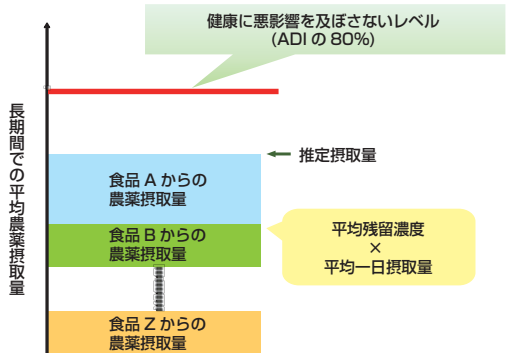 健康に悪影響を及ぼさないレベル
(ADI の 80%)
長期間での平均農薬摂取量
推定摂取量
食品 A からの
農薬摂取量
食品 B からの
農薬摂取量
平均残留濃度
×
平均一日摂取量
食品 Z からの
農薬摂取量